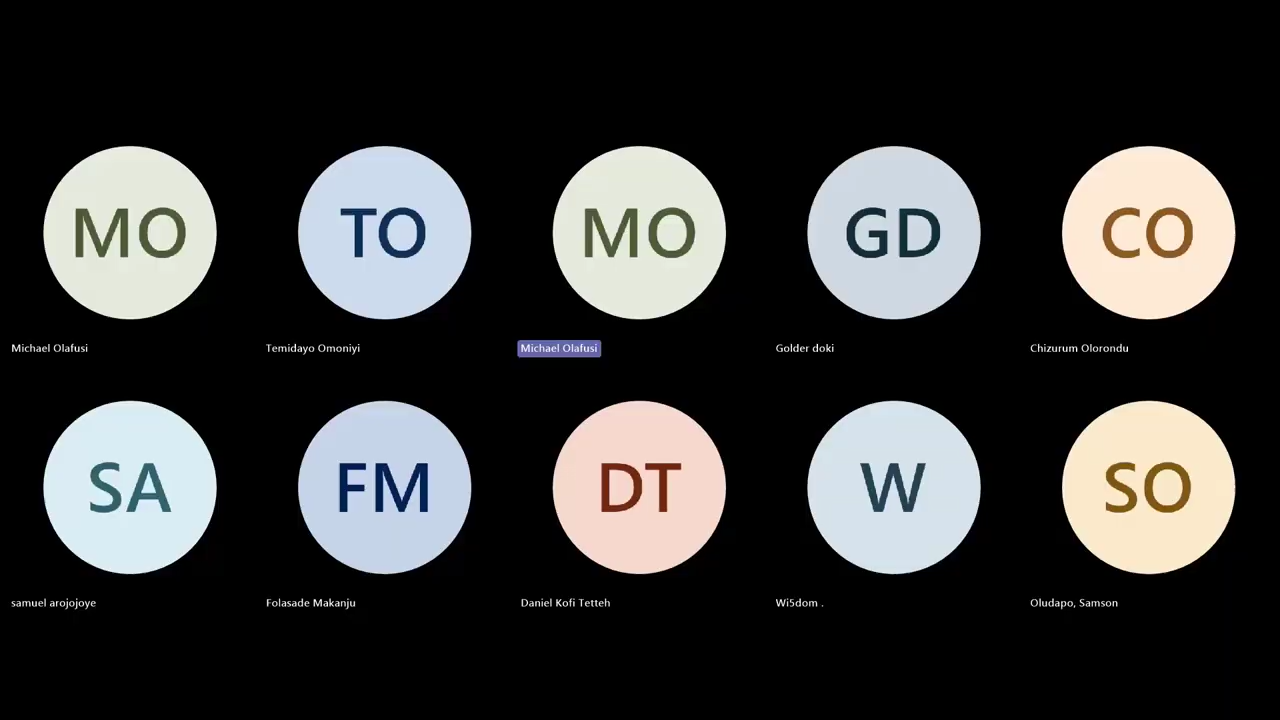 MO TO MO GD CO
Michael Olafusi Temidayo Omoniyi Michael Olafusi Golder doki Chizurum Olorondu
SA FM DT W SO
samuel arojojoye Folasade Makanju Daniel Kofi Tetteh Wi5dom . Oludapo, Samson